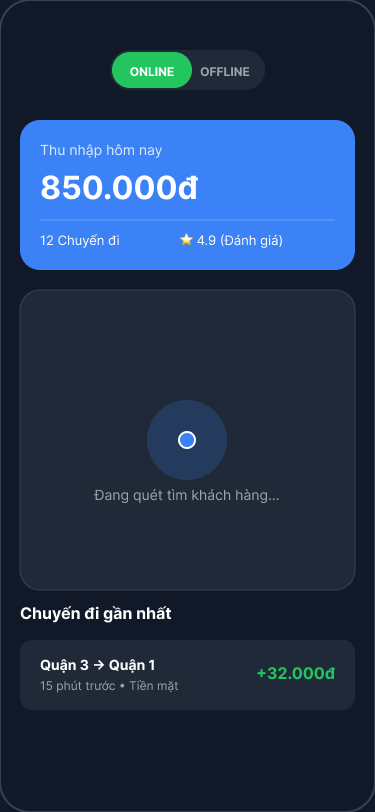 ONLINE OFFLINE
Thu nhập hôm nay
850.000đ
12 Chuyến đi ⭐ 4.9 (Đánh giá)
Đang quét tìm khách hàng...
Chuyến đi gần nhất
Quận 3 → Quận 1
+32.000đ
15 phút trước • Tiền mặt